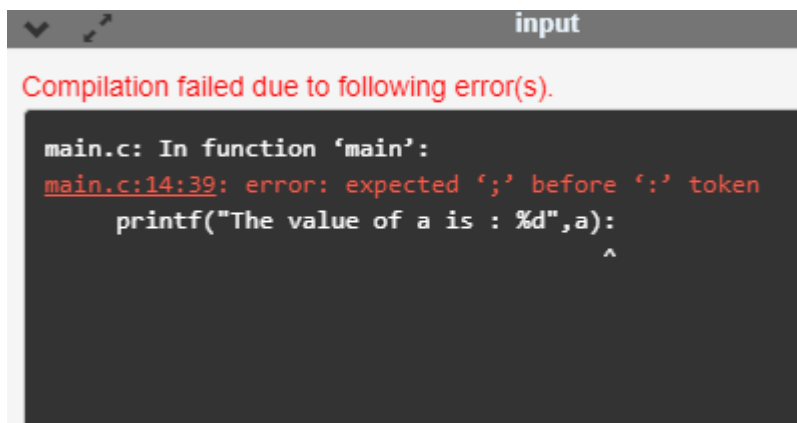 input
Compilation failed due to following error(s).
main.c: In function ‘main’:
main.c:14:39: error: expected ‘;’ before ‘:’ token
printf("The value of a is : %d",a):
^